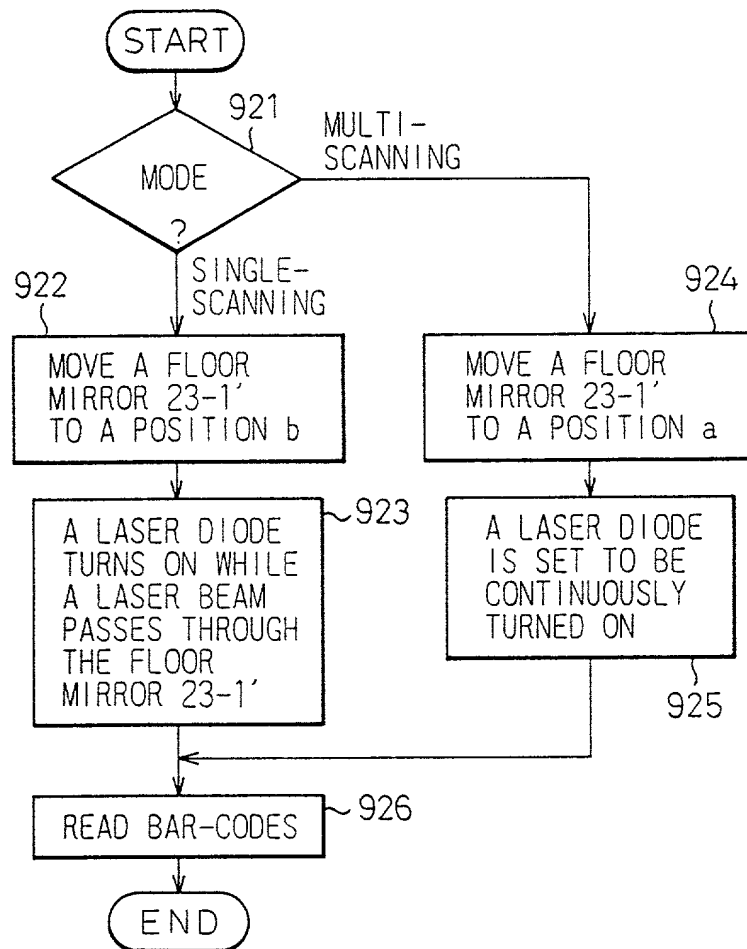 START
921
MULTI-
SCANNING
MODE
?
SINGLE-
SCANNING
922
MOVE A FLOOR
MIRROR 23-1'
TO A POSITION b
924
MOVE A FLOOR
MIRROR 23-1'
TO A POSITION a
923
A LASER DIODE
TURNS ON WHILE
A LASER BEAM
PASSES THROUGH
THE FLOOR
MIRROR 23-1'
A LASER DIODE
IS SET TO BE
CONTINUOUSLY
TURNED ON
925
READ BAR-CODES
926
END